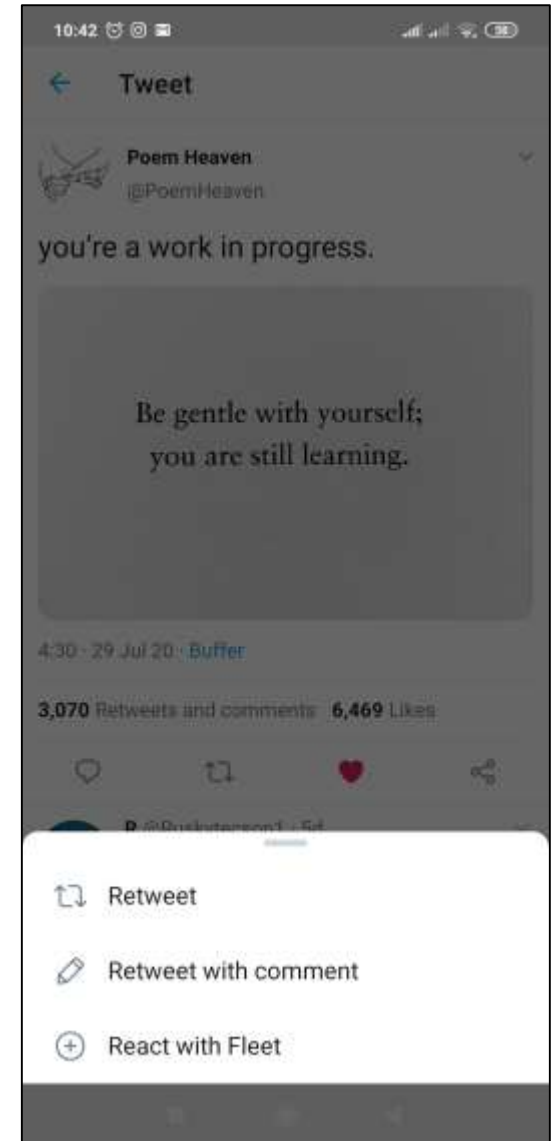 10:42 38
Tweet
Poem Heaven
@PoemHeaven
you're a work in progress.
Be gentle with yourself;
you are still learning.
4:30 · 29 Jul 20 · Buffer
3,070 Retweets and comments 6,469 Likes
R
Retweet
Retweet with comment
React with Fleet